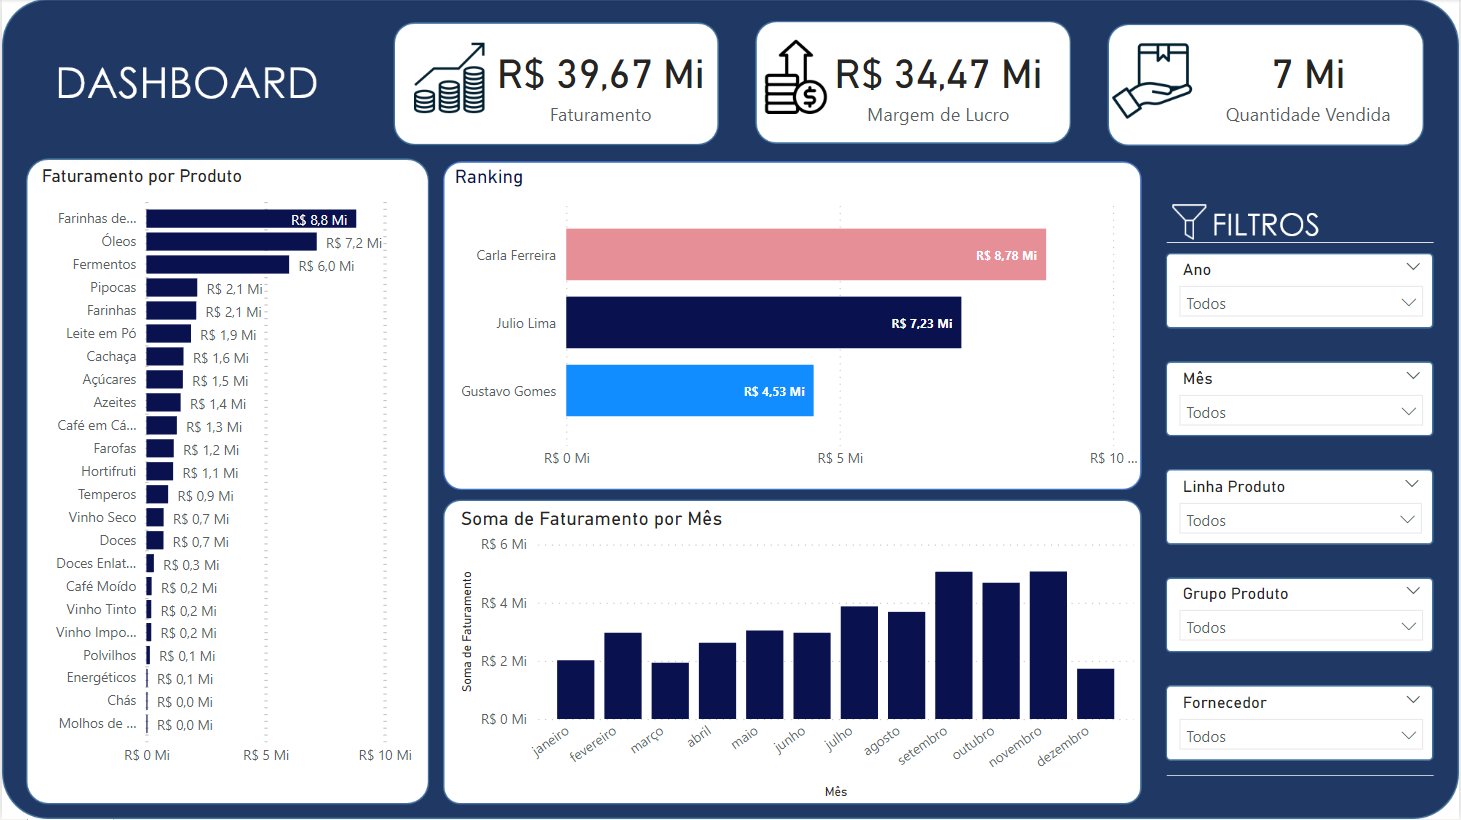 DASHBOARD
R$ 39,67 Mi
Faturamento
R$ 34,47 Mi
Margem de Lucro
7 Mi
Quantidade Vendida
Faturamento por Produto
Farinhas de... R$ 8,8 Mi
Óleos R$ 7,2 Mi
Fermentos R$ 6,0 Mi
Pipocas R$ 2,1 Mi
Farinhas R$ 2,1 Mi
Leite em Pó R$ 1,9 Mi
Cachaça R$ 1,6 Mi
Açúcares R$ 1,5 Mi
Azeites R$ 1,4 Mi
Café em Cá... R$ 1,3 Mi
Farofas R$ 1,2 Mi
Hortifruti R$ 1,1 Mi
Temperos R$ 0,9 Mi
Vinho Seco R$ 0,7 Mi
Doces R$ 0,7 Mi
Doces Enlat... R$ 0,3 Mi
Café Moído R$ 0,2 Mi
Vinho Tinto R$ 0,2 Mi
Vinho Impo... R$ 0,2 Mi
Polvilhos R$ 0,1 Mi
Energéticos R$ 0,1 Mi
Chás R$ 0,0 Mi
Molhos de ... R$ 0,0 Mi
R$ 0 Mi R$ 5 Mi R$ 10 Mi
Ranking
Carla Ferreira R$ 8,78 Mi
Julio Lima R$ 7,23 Mi
Gustavo Gomes R$ 4,53 Mi
R$ 0 Mi R$ 5 Mi R$ 10 ...
Soma de Faturamento por Mês
Soma de Faturamento
R$ 6 Mi
R$ 4 Mi
R$ 2 Mi
R$ 0 Mi
janeiro fevereiro março abril maio junho julho agosto setembro outubro novembro dezembro
Mês
FILTROS
Ano
Todos
Mês
Todos
Linha Produto
Todos
Grupo Produto
Todos
Fornecedor
Todos